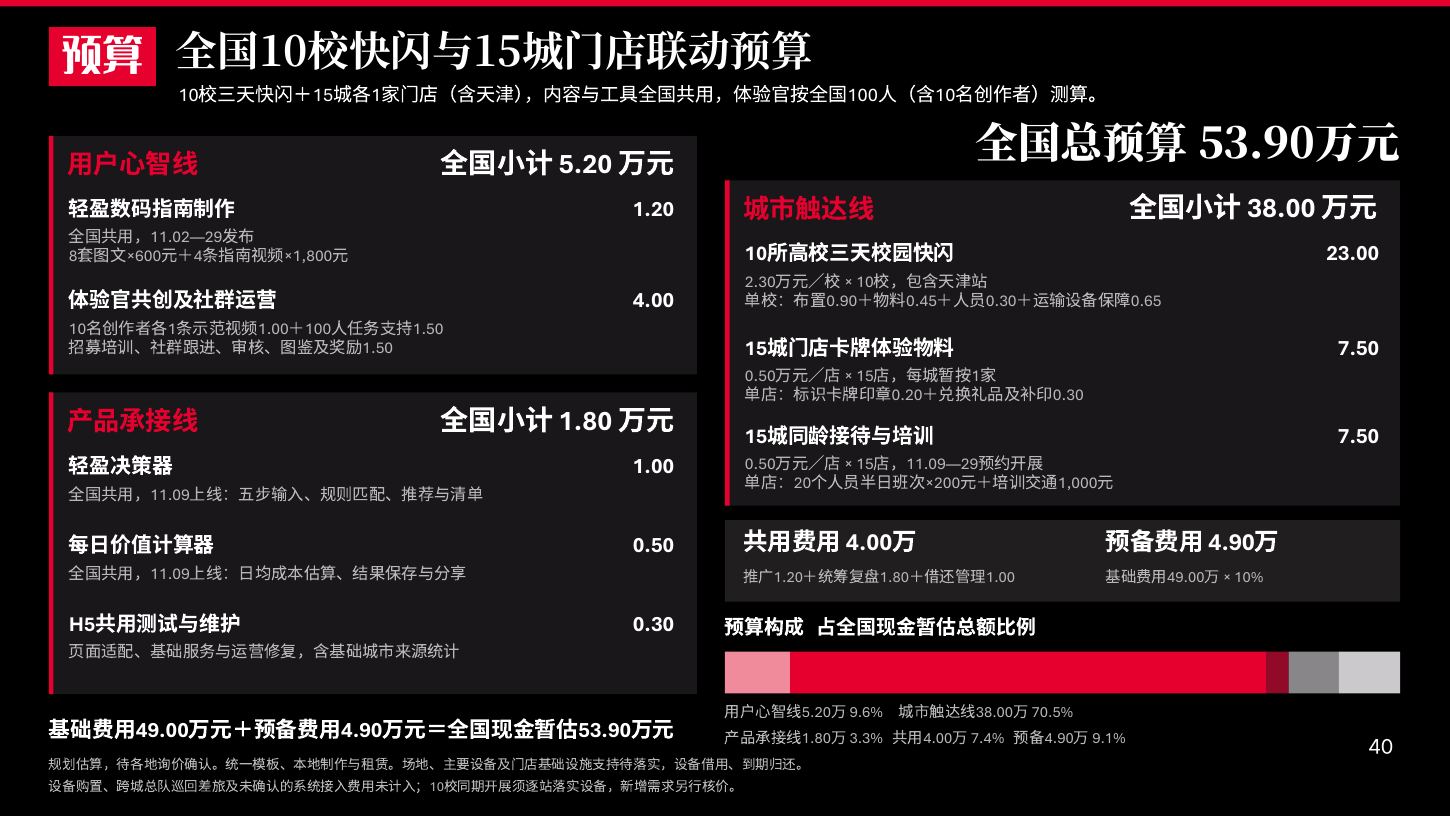 预算
全国10校快闪与15城门店联动预算
10校三天快闪＋15城各1家门店（含天津），内容与工具全国共用，体验官按全国100人（含10名创作者）测算。
全国总预算 53.90万元
用户心智线 全国小计 5.20 万元
轻盈数码指南制作 1.20
全国共用，11.02—29发布
8套图文×600元＋4条指南视频×1,800元
体验官共创及社群运营 4.00
10名创作者各1条示范视频1.00＋100人任务支持1.50
招募培训、社群跟进、审核、图鉴及奖励1.50
产品承接线 全国小计 1.80 万元
轻盈决策器 1.00
全国共用，11.09上线：五步输入、规则匹配、推荐与清单
每日价值计算器 0.50
全国共用，11.09上线：日均成本估算、结果保存与分享
H5共用测试与维护 0.30
页面适配、基础服务与运营修复，含基础城市来源统计
城市触达线 全国小计 38.00 万元
10所高校三天校园快闪 23.00
2.30万元／校 × 10校，包含天津站
单校：布置0.90＋物料0.45＋人员0.30＋运输设备保障0.65
15城门店卡牌体验物料 7.50
0.50万元／店 × 15店，每城暂按1家
单店：标识卡牌印章0.20＋兑换礼品及补印0.30
15城同龄接待与培训 7.50
0.50万元／店 × 15店，11.09—29预约开展
单店：20个人员半日班次×200元＋培训交通1,000元
共用费用 4.00万 预备费用 4.90万
推广1.20＋统筹复盘1.80＋借还管理1.00 基础费用49.00万 × 10%
预算构成 占全国现金暂估总额比例
用户心智线5.20万 9.6% 城市触达线38.00万 70.5%
产品承接线1.80万 3.3% 共用4.00万 7.4% 预备4.90万 9.1%
基础费用49.00万元＋预备费用4.90万元＝全国现金暂估53.90万元
规划估算，待各地询价确认。统一模板、本地制作与租赁。场地、主要设备及门店基础设施支持待落实，设备借用、到期归还。
设备购置、跨城总队巡回差旅及未确认的系统接入费用未计入；10校同期开展须逐站落实设备，新增需求另行核价。
40